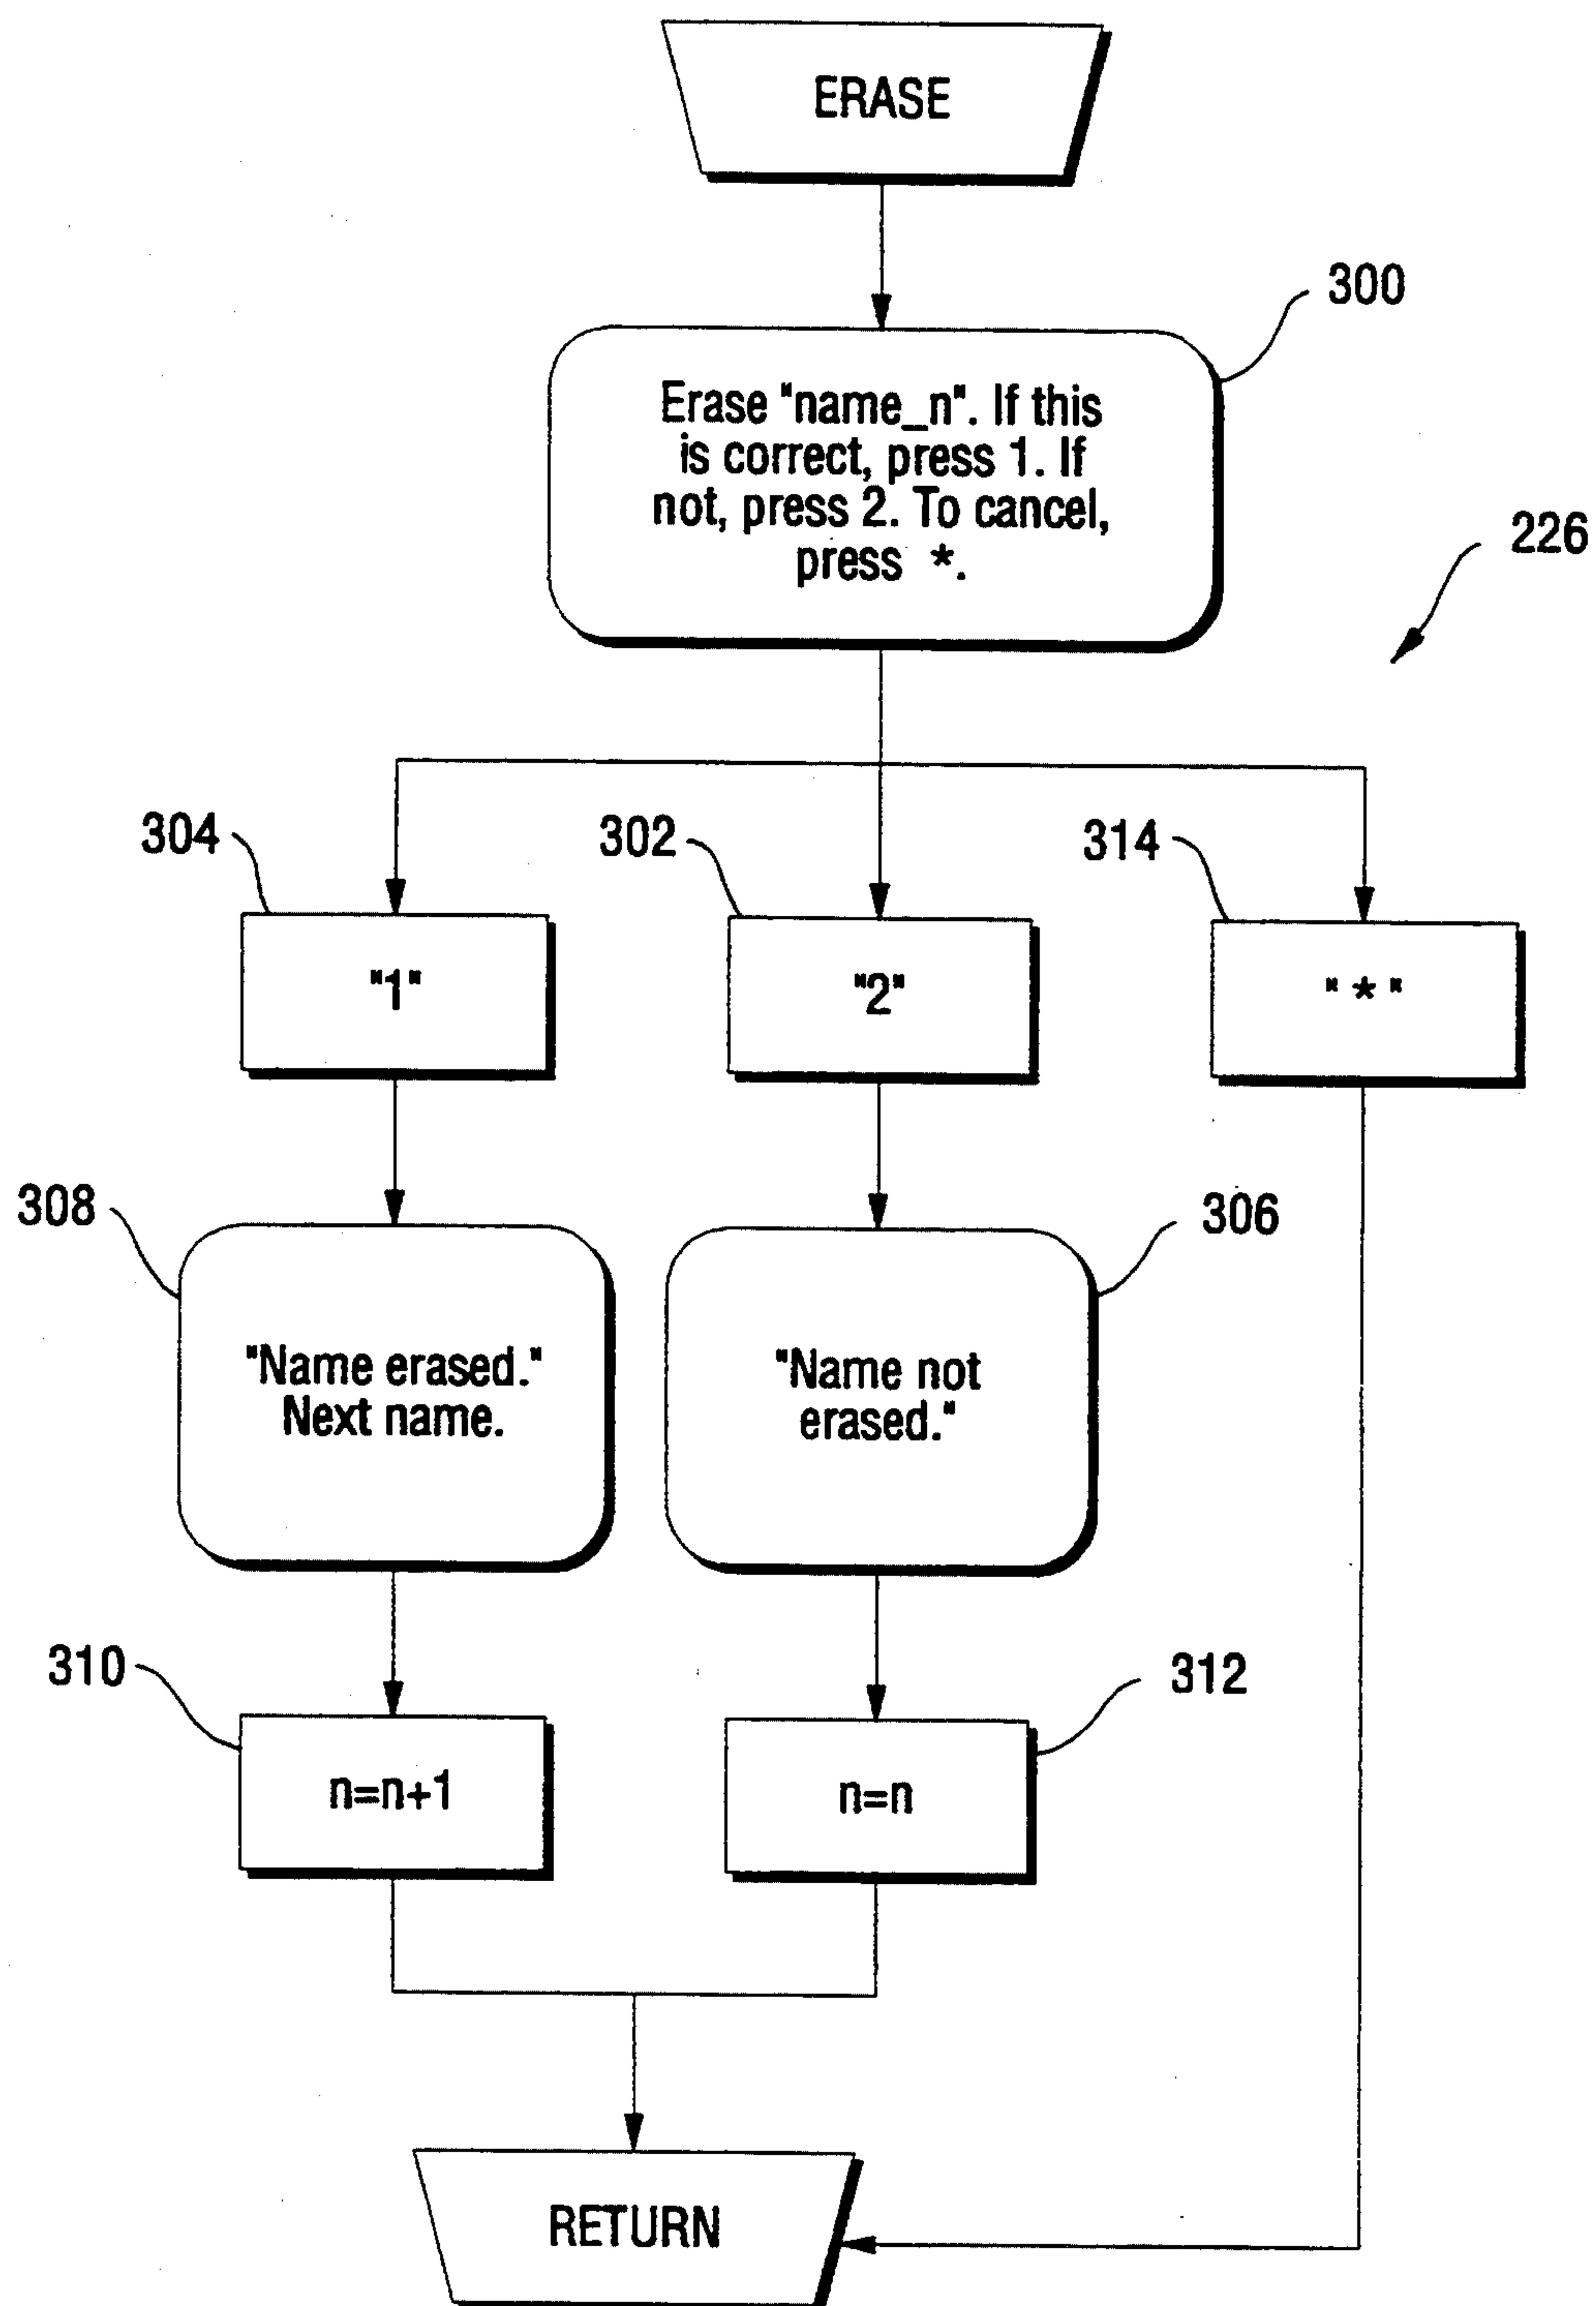 ERASE
300
Erase "name_n". If this
is correct, press 1. If
not, press 2. To cancel,
press *.
226
304
302
314
"1"
"2"
"*"
308
306
"Name erased."
Next name.
"Name not
erased."
310
312
n=n+1
n=n
RETURN